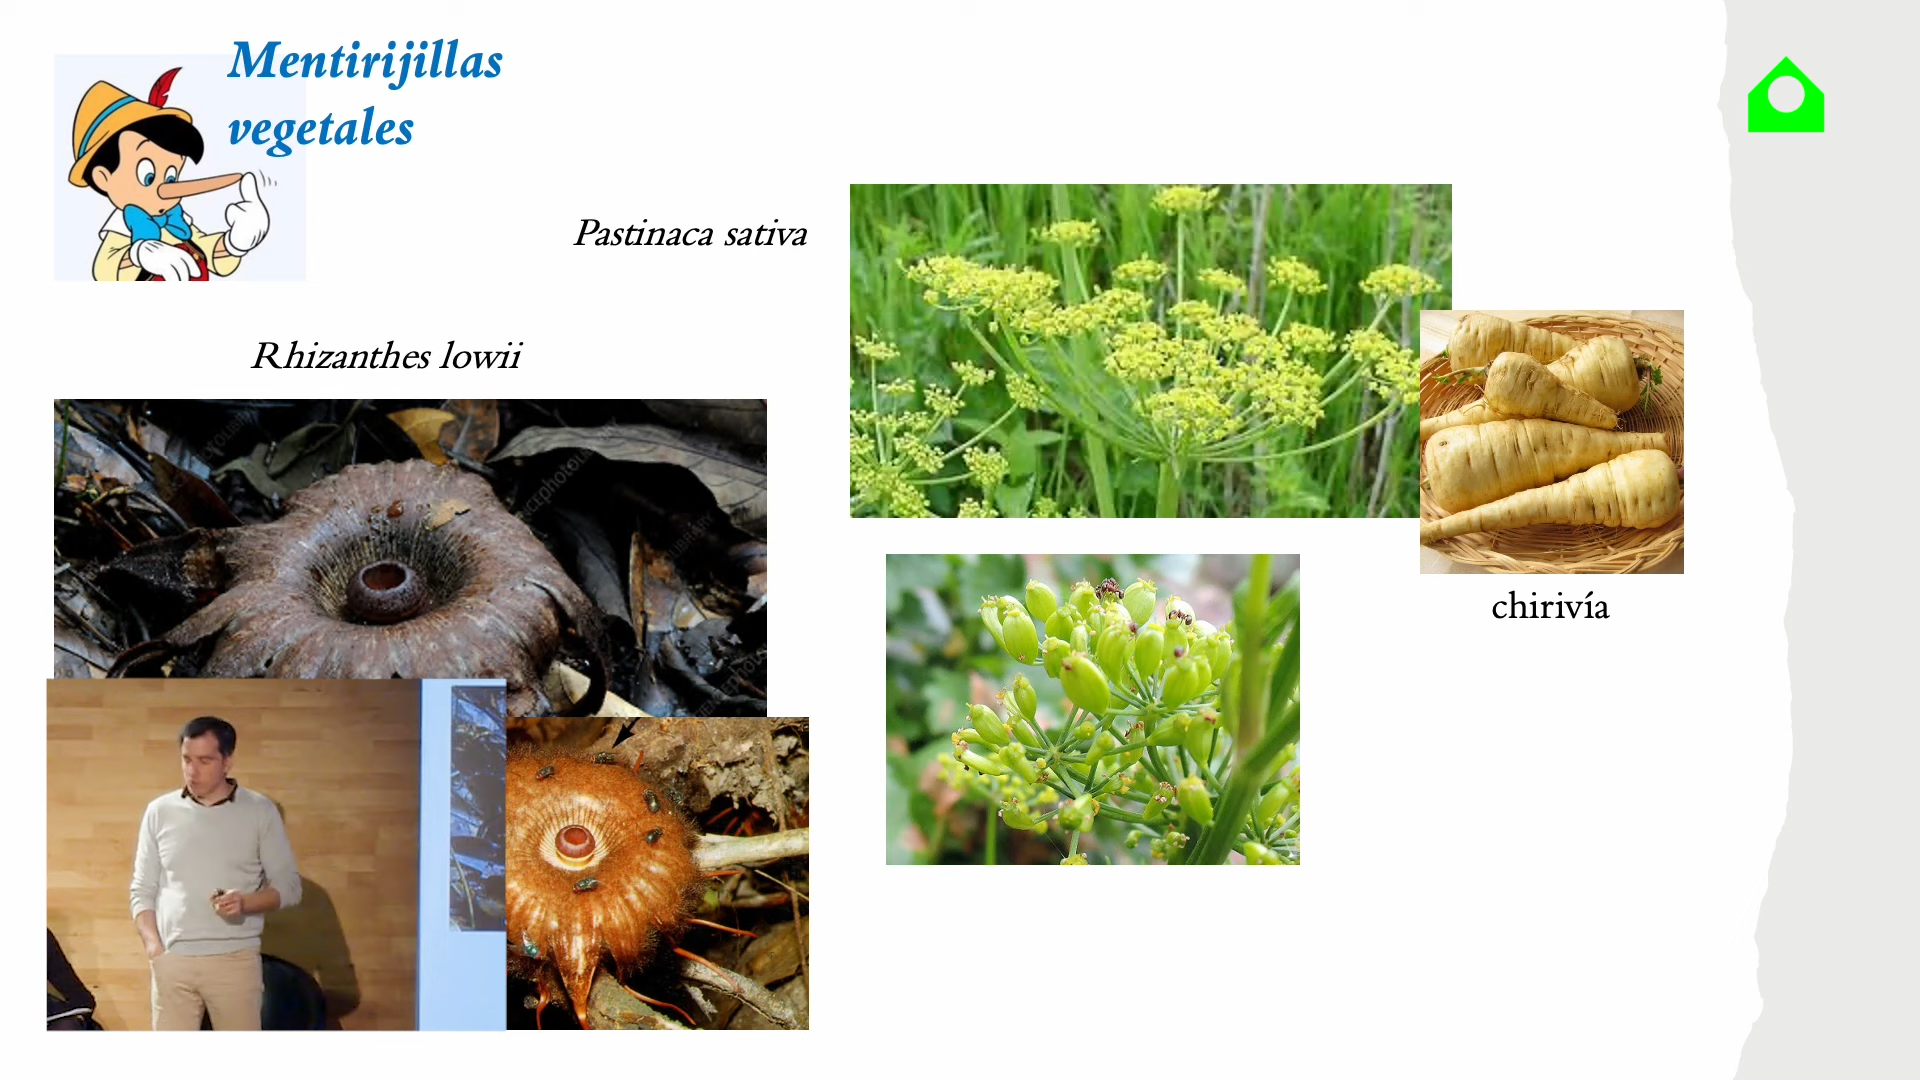 Mentirijillas
vegetales
Pastinaca sativa
Rhizanthes lowii
chirivía